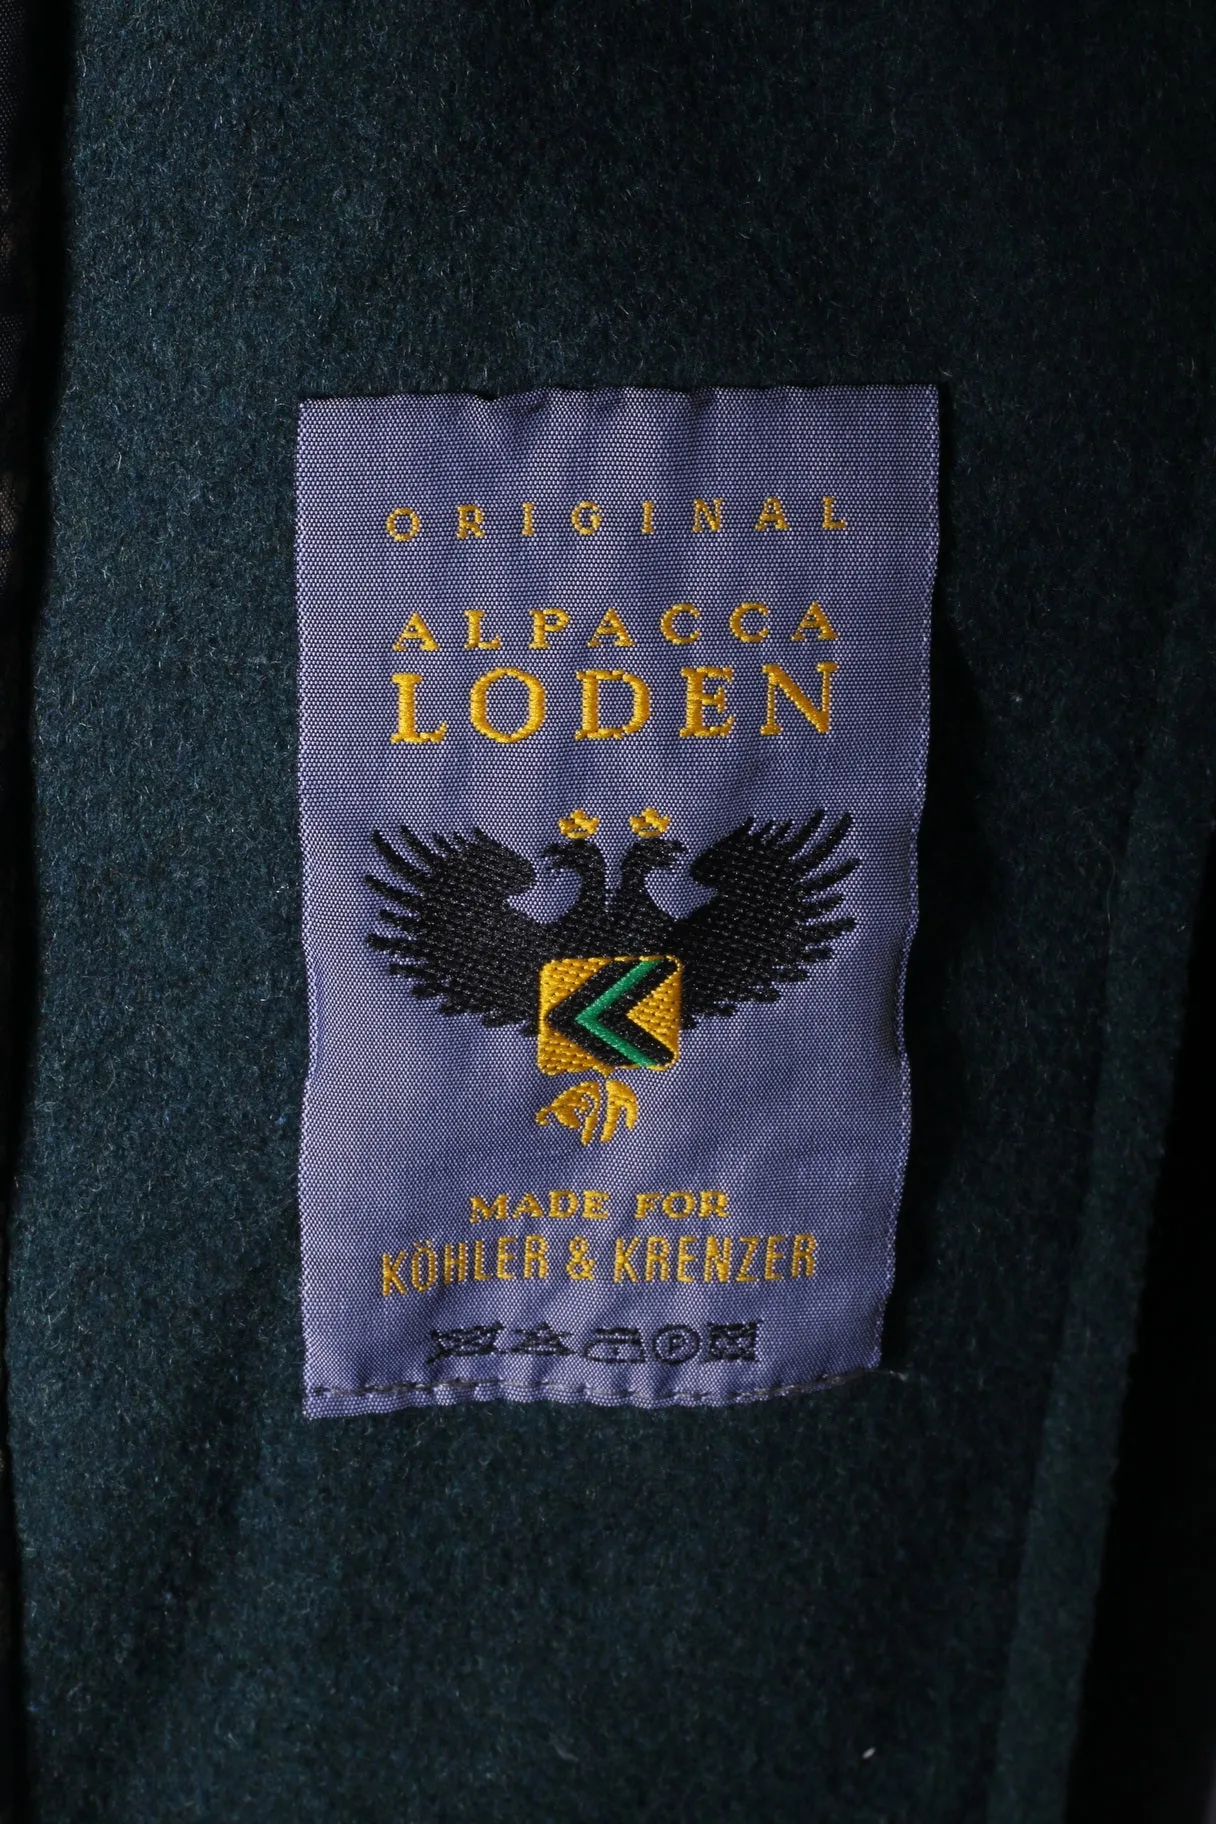 ORIGINAL
ALPACCA
LODEN
MADE FOR
KÖHLER & KRENZER
P